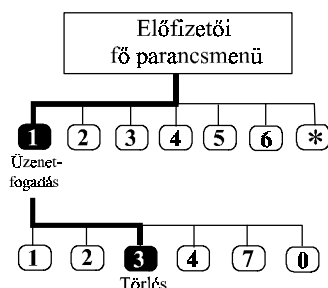 Előfizetői
fő parancsmenü
1 2 3 4 5 6 *
Üzenet-
fogadás
1 2 3 4 7 0
Törlés